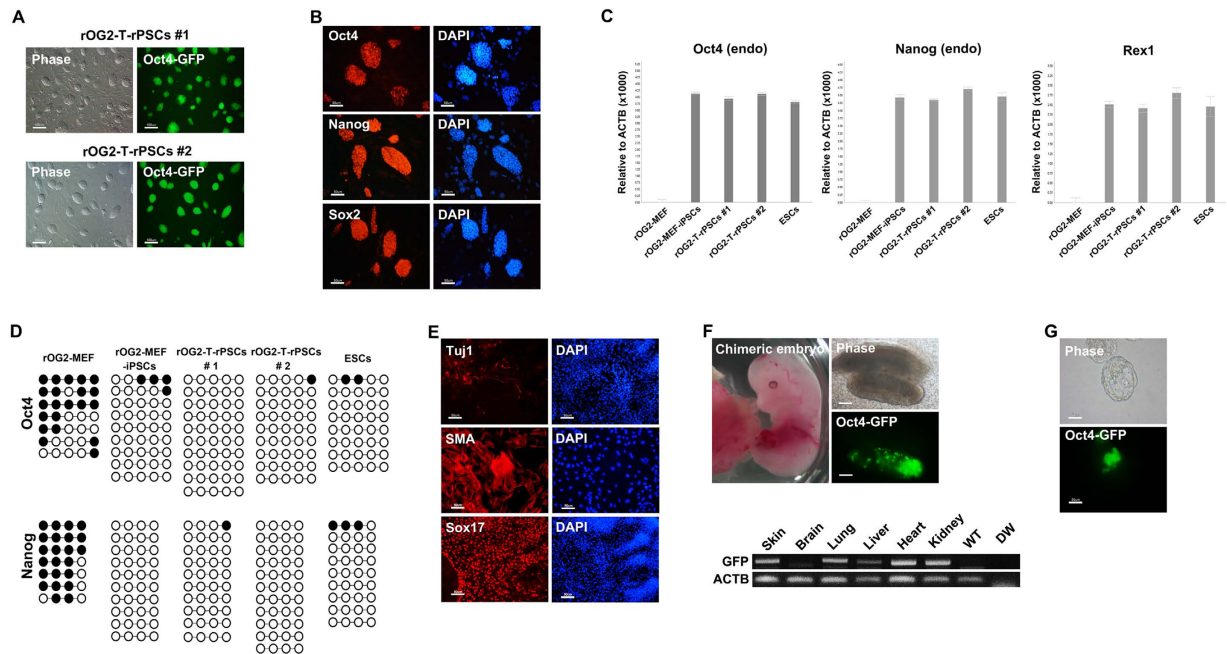 A
rOG2-T-rPSCs #1
Phase
Oct4-GFP
rOG2-T-rPSCs #2
Phase
Oct4-GFP
B
Oct4
DAPI
Nanog
DAPI
Sox2
DAPI
C
Oct4 (endo)
Nanog (endo)
Rex1
Relative to ACTB (x1000)
Relative to ACTB (x1000)
Relative to ACTB (x1000)
rOG2-MEF
rOG2-MEF-iPSCs
rOG2-T-rPSCs #1
rOG2-T-rPSCs #2
ESCs
rOG2-MEF
rOG2-MEF-iPSCs
rOG2-T-rPSCs #1
rOG2-T-rPSCs #2
ESCs
rOG2-MEF
rOG2-MEF-iPSCs
rOG2-T-rPSCs #1
rOG2-T-rPSCs #2
ESCs
D
rOG2-MEF
rOG2-MEF
-iPSCs
rOG2-T-rPSCs
# 1
rOG2-T-rPSCs
# 2
ESCs
Oct4
Nanog
E
Tuj1
DAPI
SMA
DAPI
Sox17
DAPI
F
Chimeric embryo
Phase
Oct4-GFP
Skin
Brain
Lung
Liver
Heart
Kidney
WT
DW
GFP
ACTB
G
Phase
Oct4-GFP